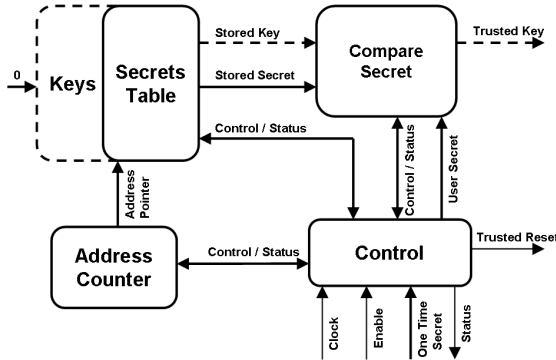 Stored Key
Trusted Key
0
Keys
Secrets
Table
Compare
Secret
Stored Secret
Control / Status
Control / Status
User Secret
Address
Pointer
Address
Counter
Control / Status
Control
Trusted Reset
Clock
Enable
One Time
Secret
Status